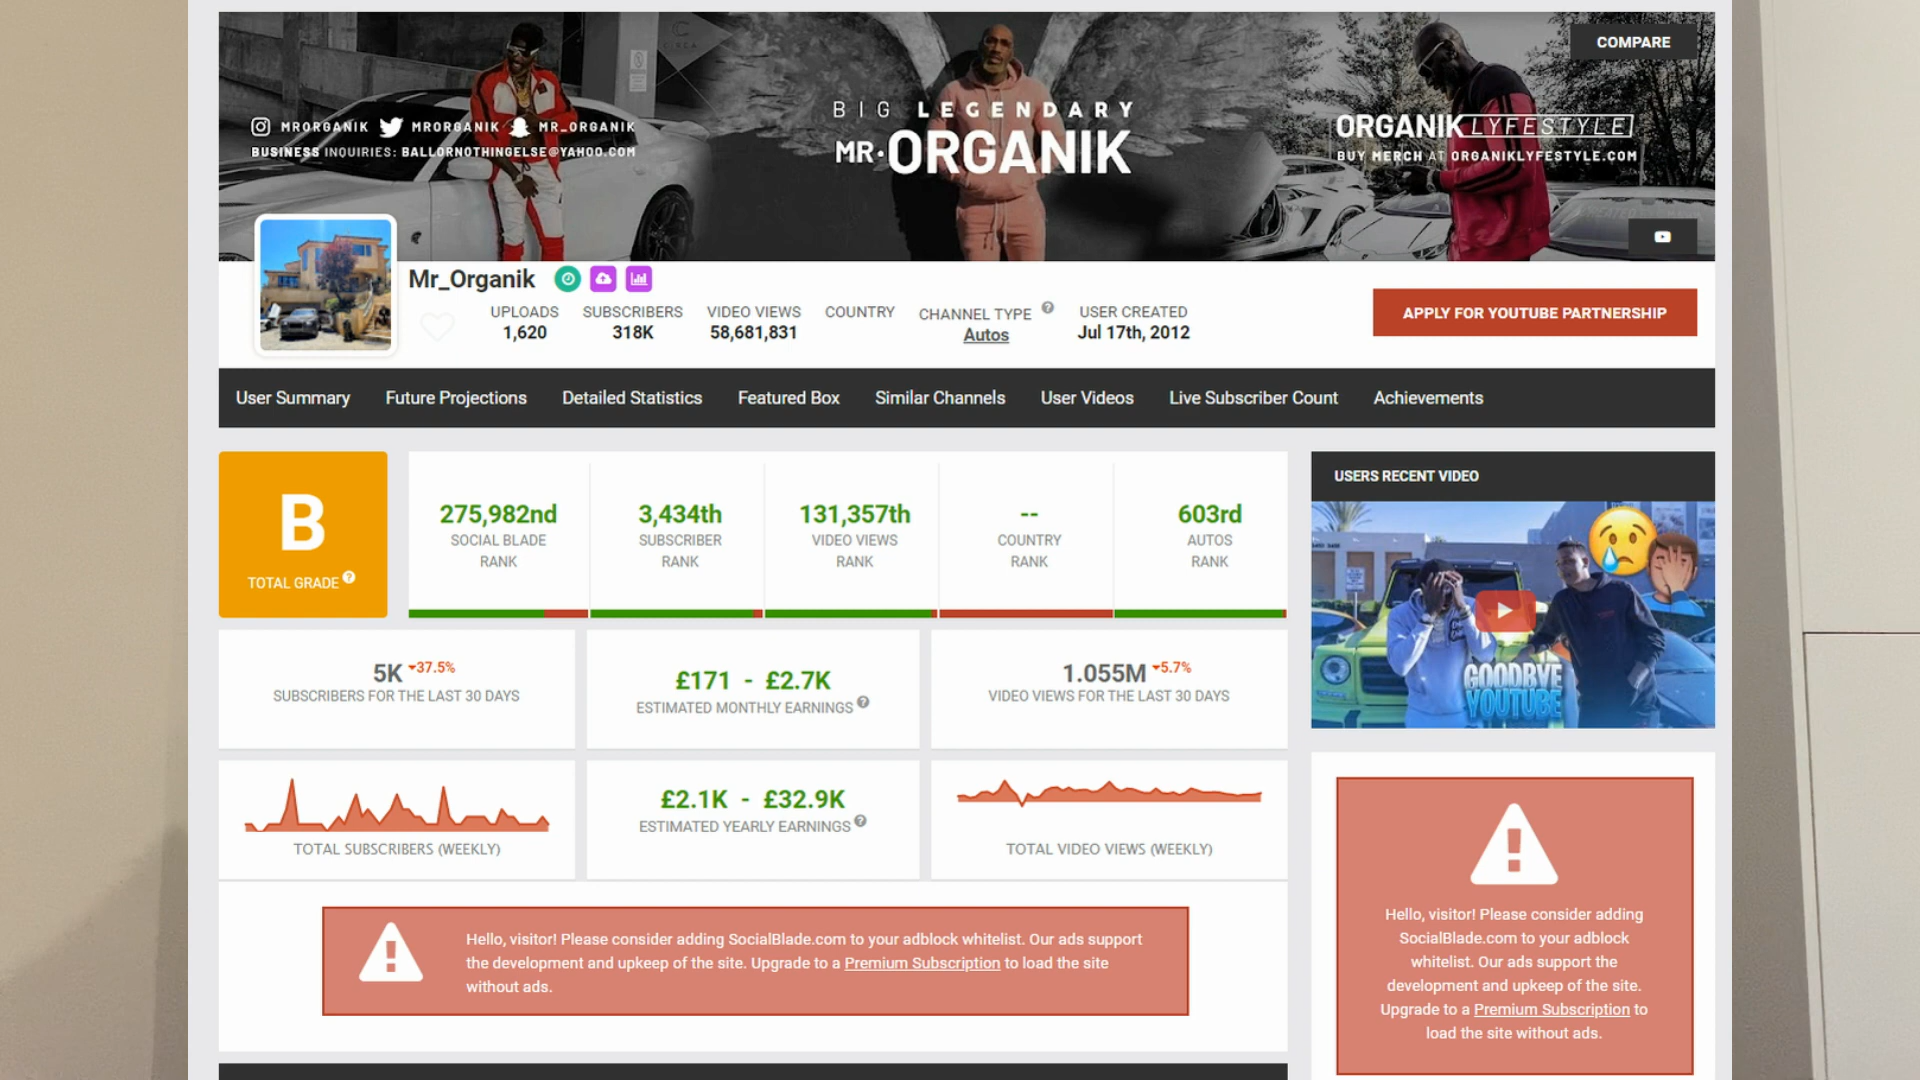 COMPARE
BIG LEGENDARY
MR·ORGANIK
MRORGANIK MRORGANIK MR_ORGANIK
BUSINESS INQUIRIES: BALLORNOTHINGELSE@YAHOO.COM
ORGANIK LYFESTYLE
BUY MERCH AT ORGANIKLYFESTYLE.COM
Mr_Organik
UPLOADS SUBSCRIBERS VIDEO VIEWS COUNTRY CHANNEL TYPE ? USER CREATED
1,620 318K 58,681,831 Autos Jul 17th, 2012
APPLY FOR YOUTUBE PARTNERSHIP
User Summary Future Projections Detailed Statistics Featured Box Similar Channels User Videos Live Subscriber Count Achievements
B
TOTAL GRADE ?
275,982nd
SOCIAL BLADE
RANK
3,434th
SUBSCRIBER
RANK
131,357th
VIDEO VIEWS
RANK
--
COUNTRY
RANK
603rd
AUTOS
RANK
5K 37.5%
SUBSCRIBERS FOR THE LAST 30 DAYS
£171 - £2.7K
ESTIMATED MONTHLY EARNINGS ?
1.055M 5.7%
VIDEO VIEWS FOR THE LAST 30 DAYS
TOTAL SUBSCRIBERS (WEEKLY)
£2.1K - £32.9K
ESTIMATED YEARLY EARNINGS ?
TOTAL VIDEO VIEWS (WEEKLY)
Hello, visitor! Please consider adding SocialBlade.com to your adblock whitelist. Our ads support
the development and upkeep of the site. Upgrade to a Premium Subscription to load the site
without ads.
USERS RECENT VIDEO
GOODBYE
YOUTUBE
Hello, visitor! Please consider adding
SocialBlade.com to your adblock
whitelist. Our ads support the
development and upkeep of the site.
Upgrade to a Premium Subscription to
load the site without ads.